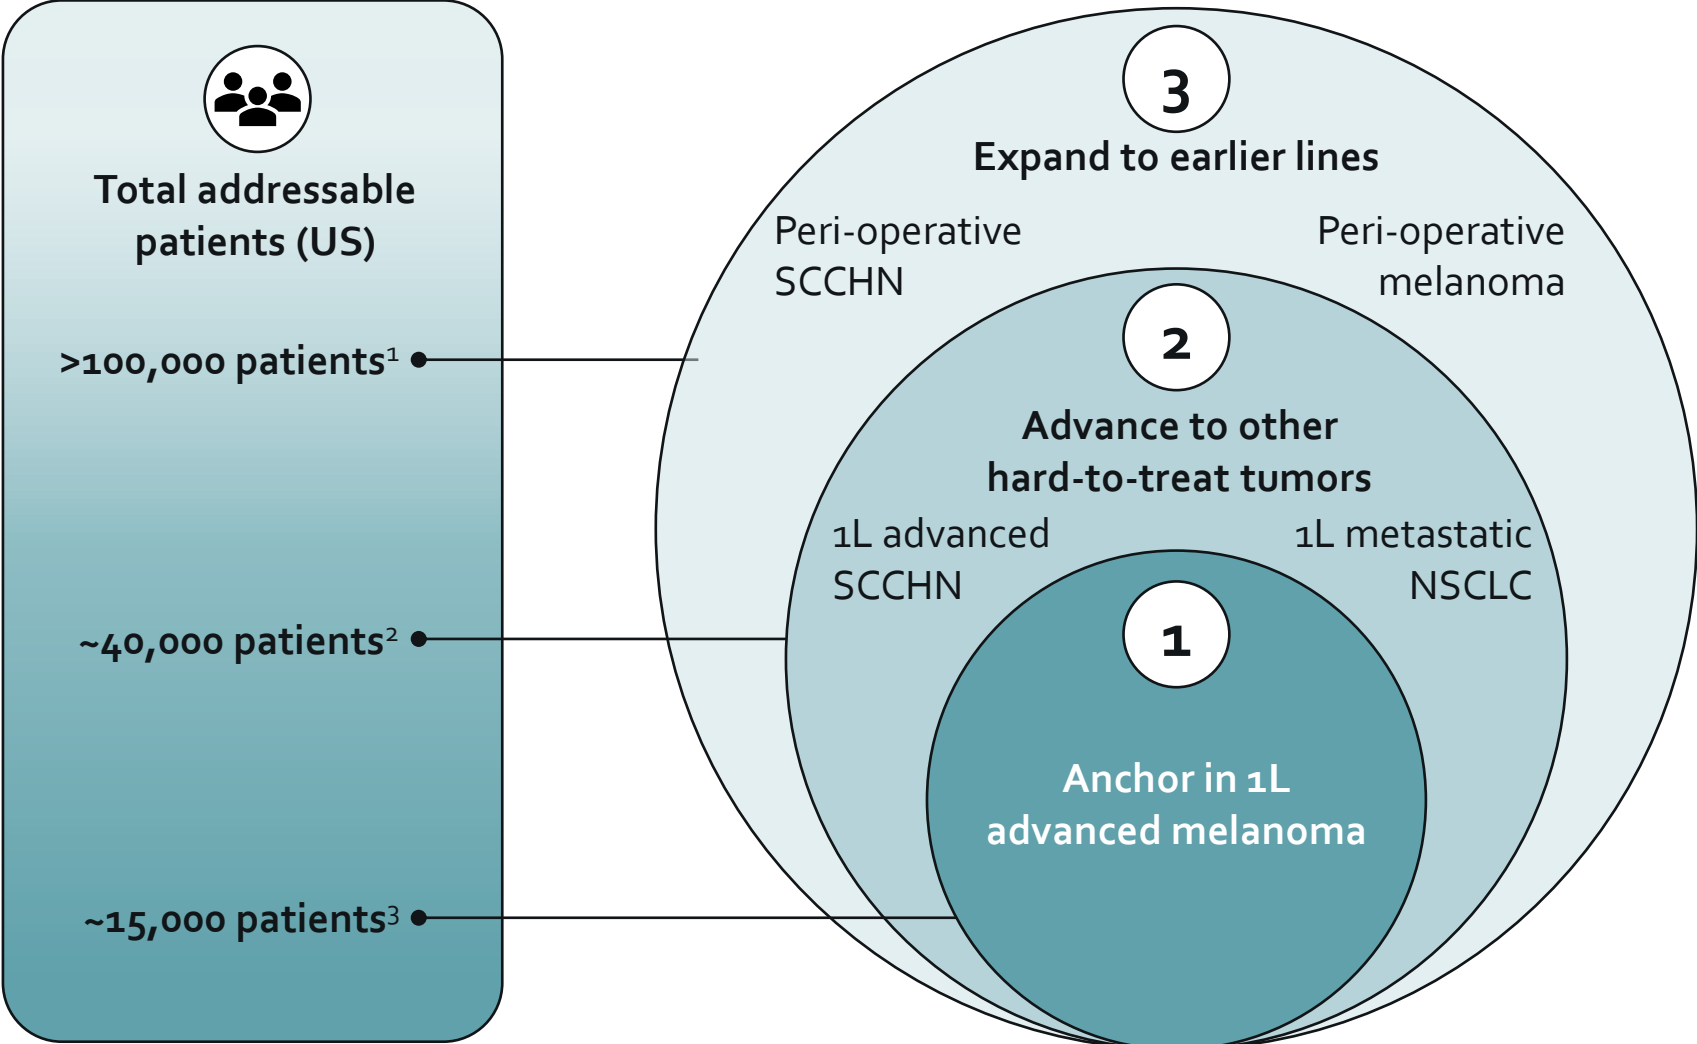 Total addressable
patients (US)
>100,000 patients¹
~40,000 patients²
~15,000 patients³
3
Expand to earlier lines
Peri-operative
SCCHN
Peri-operative
melanoma
2
Advance to other
hard-to-treat tumors
1L advanced
SCCHN
1L metastatic
NSCLC
1
Anchor in 1L
advanced melanoma